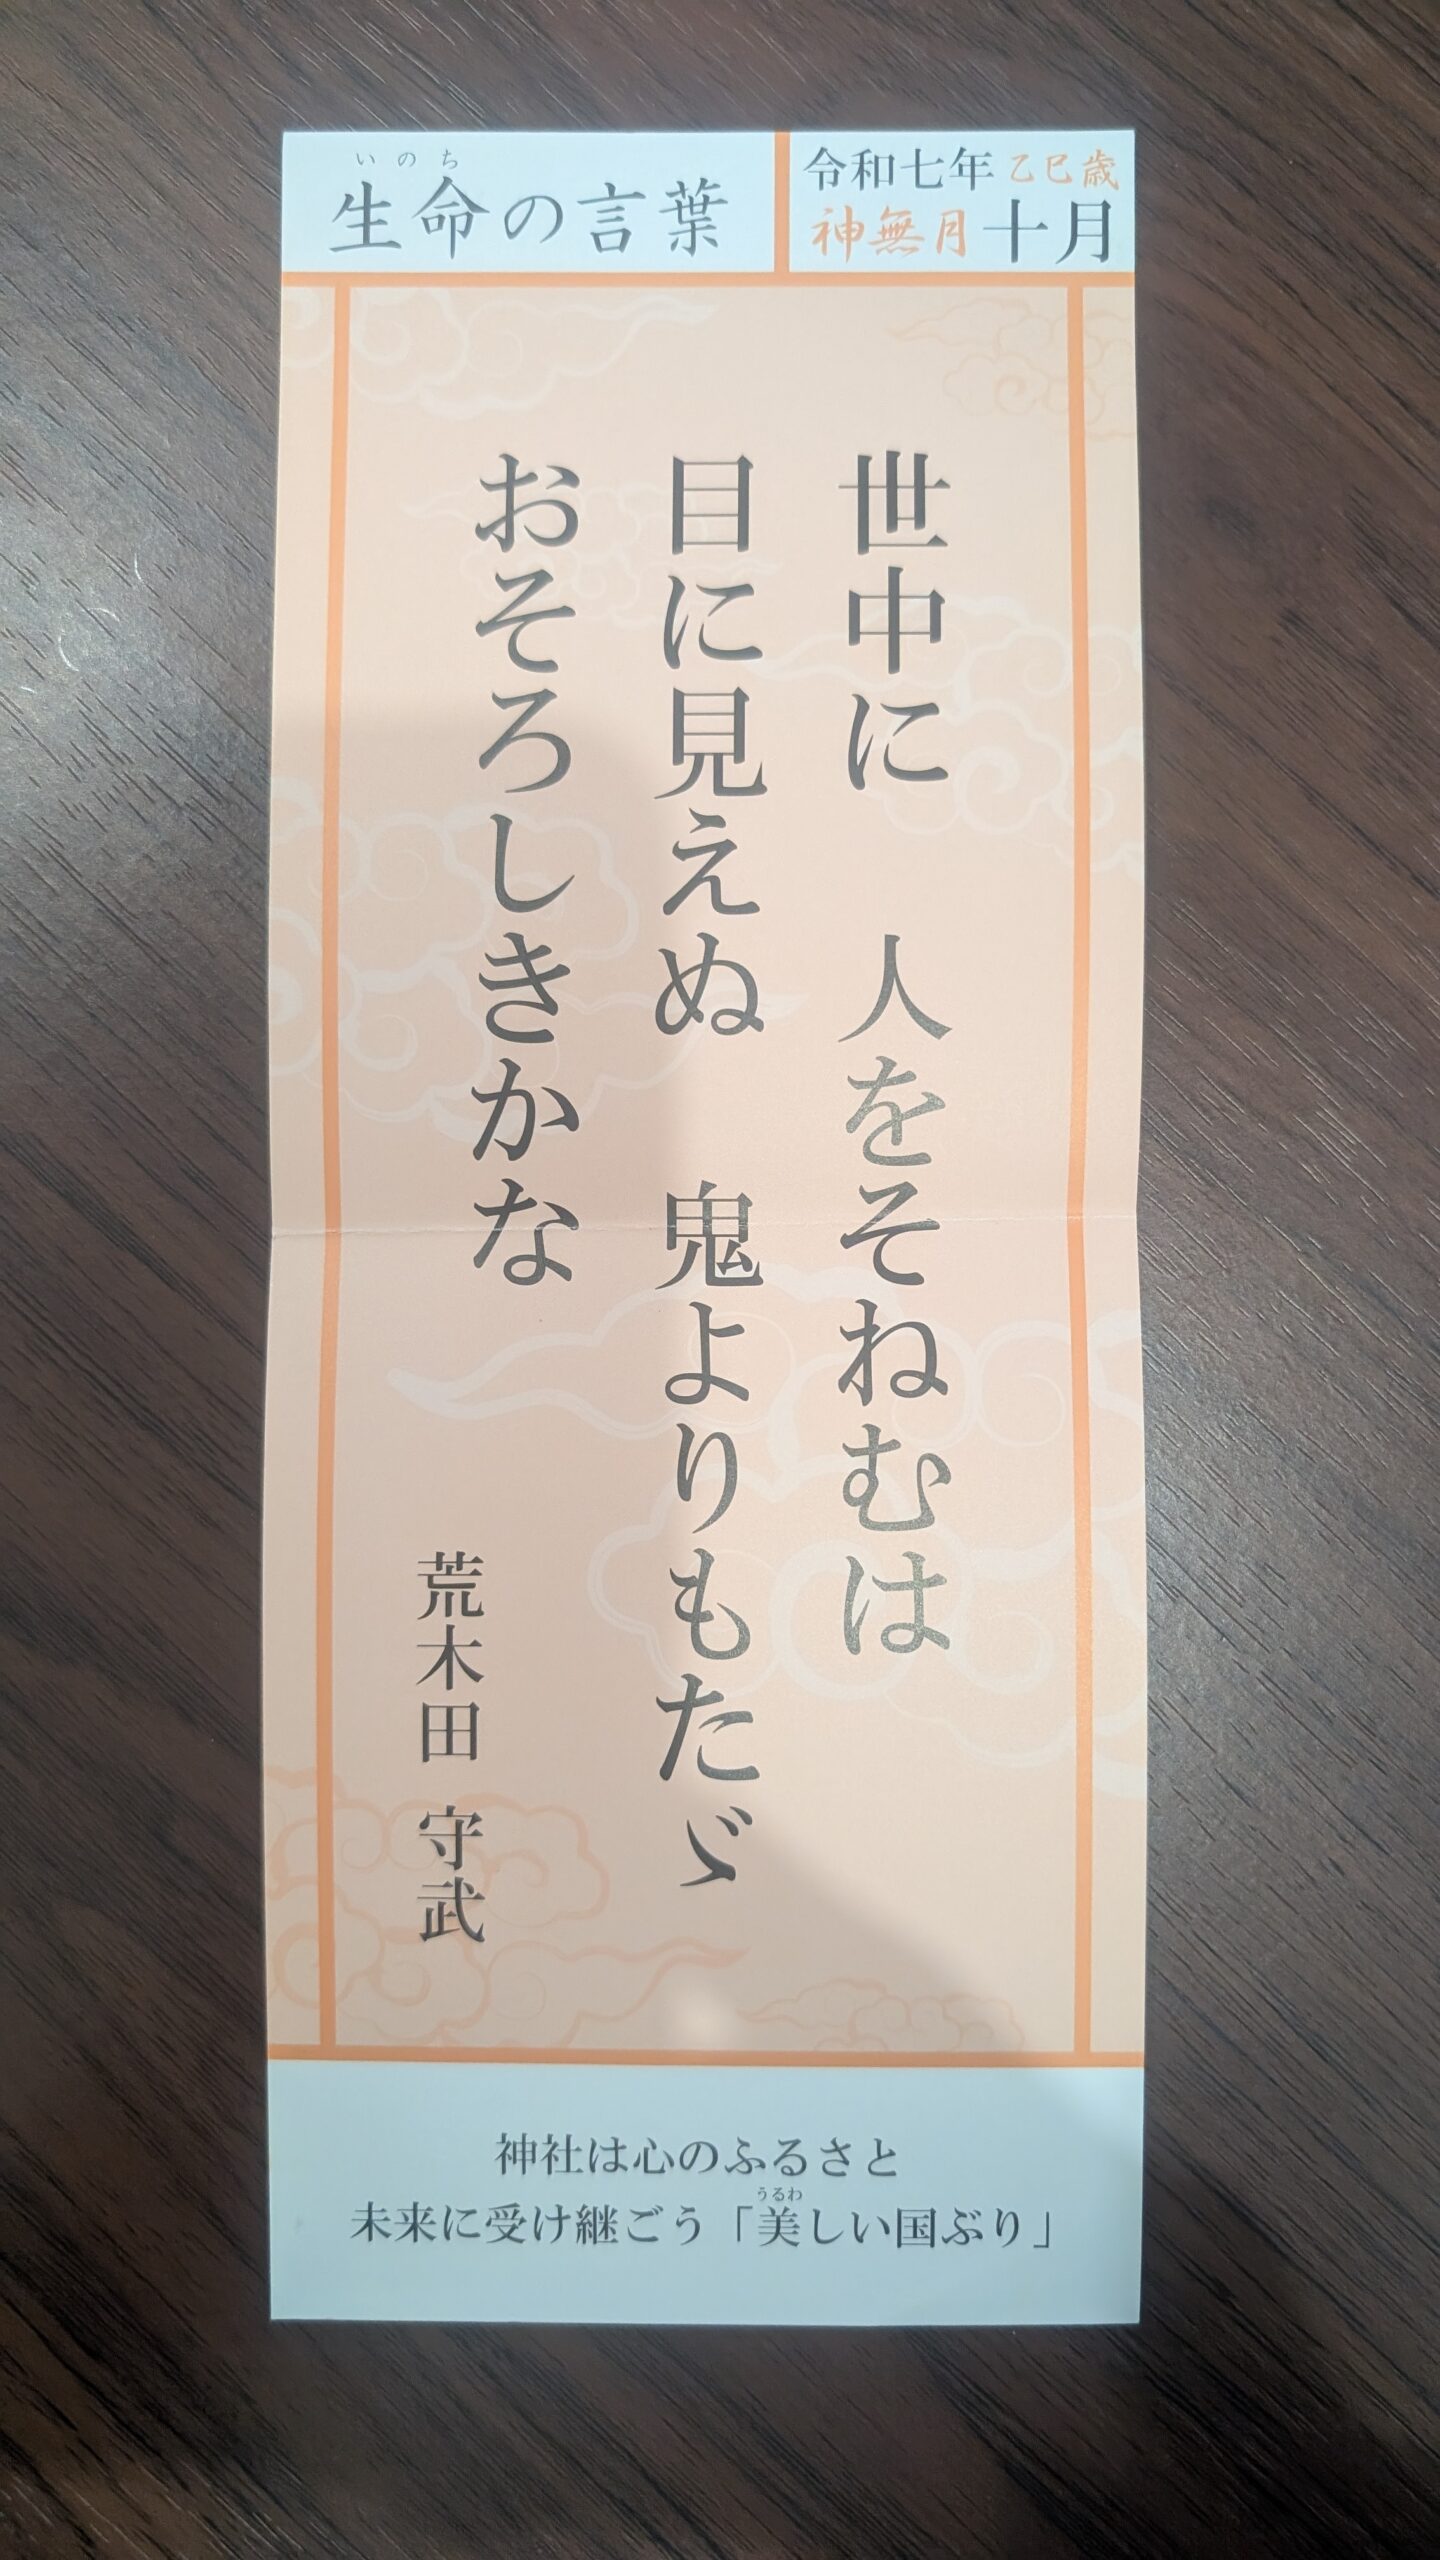 いのち
生命の言葉
令和七年 乙巳歳
神無月 十月
世中に 人をそねむは
目に見えぬ 鬼よりもたゞ
おそろしきかな
荒木田 守武
神社は心のふるさと
うるわ
未来に受け継ごう「美しい国ぶり」